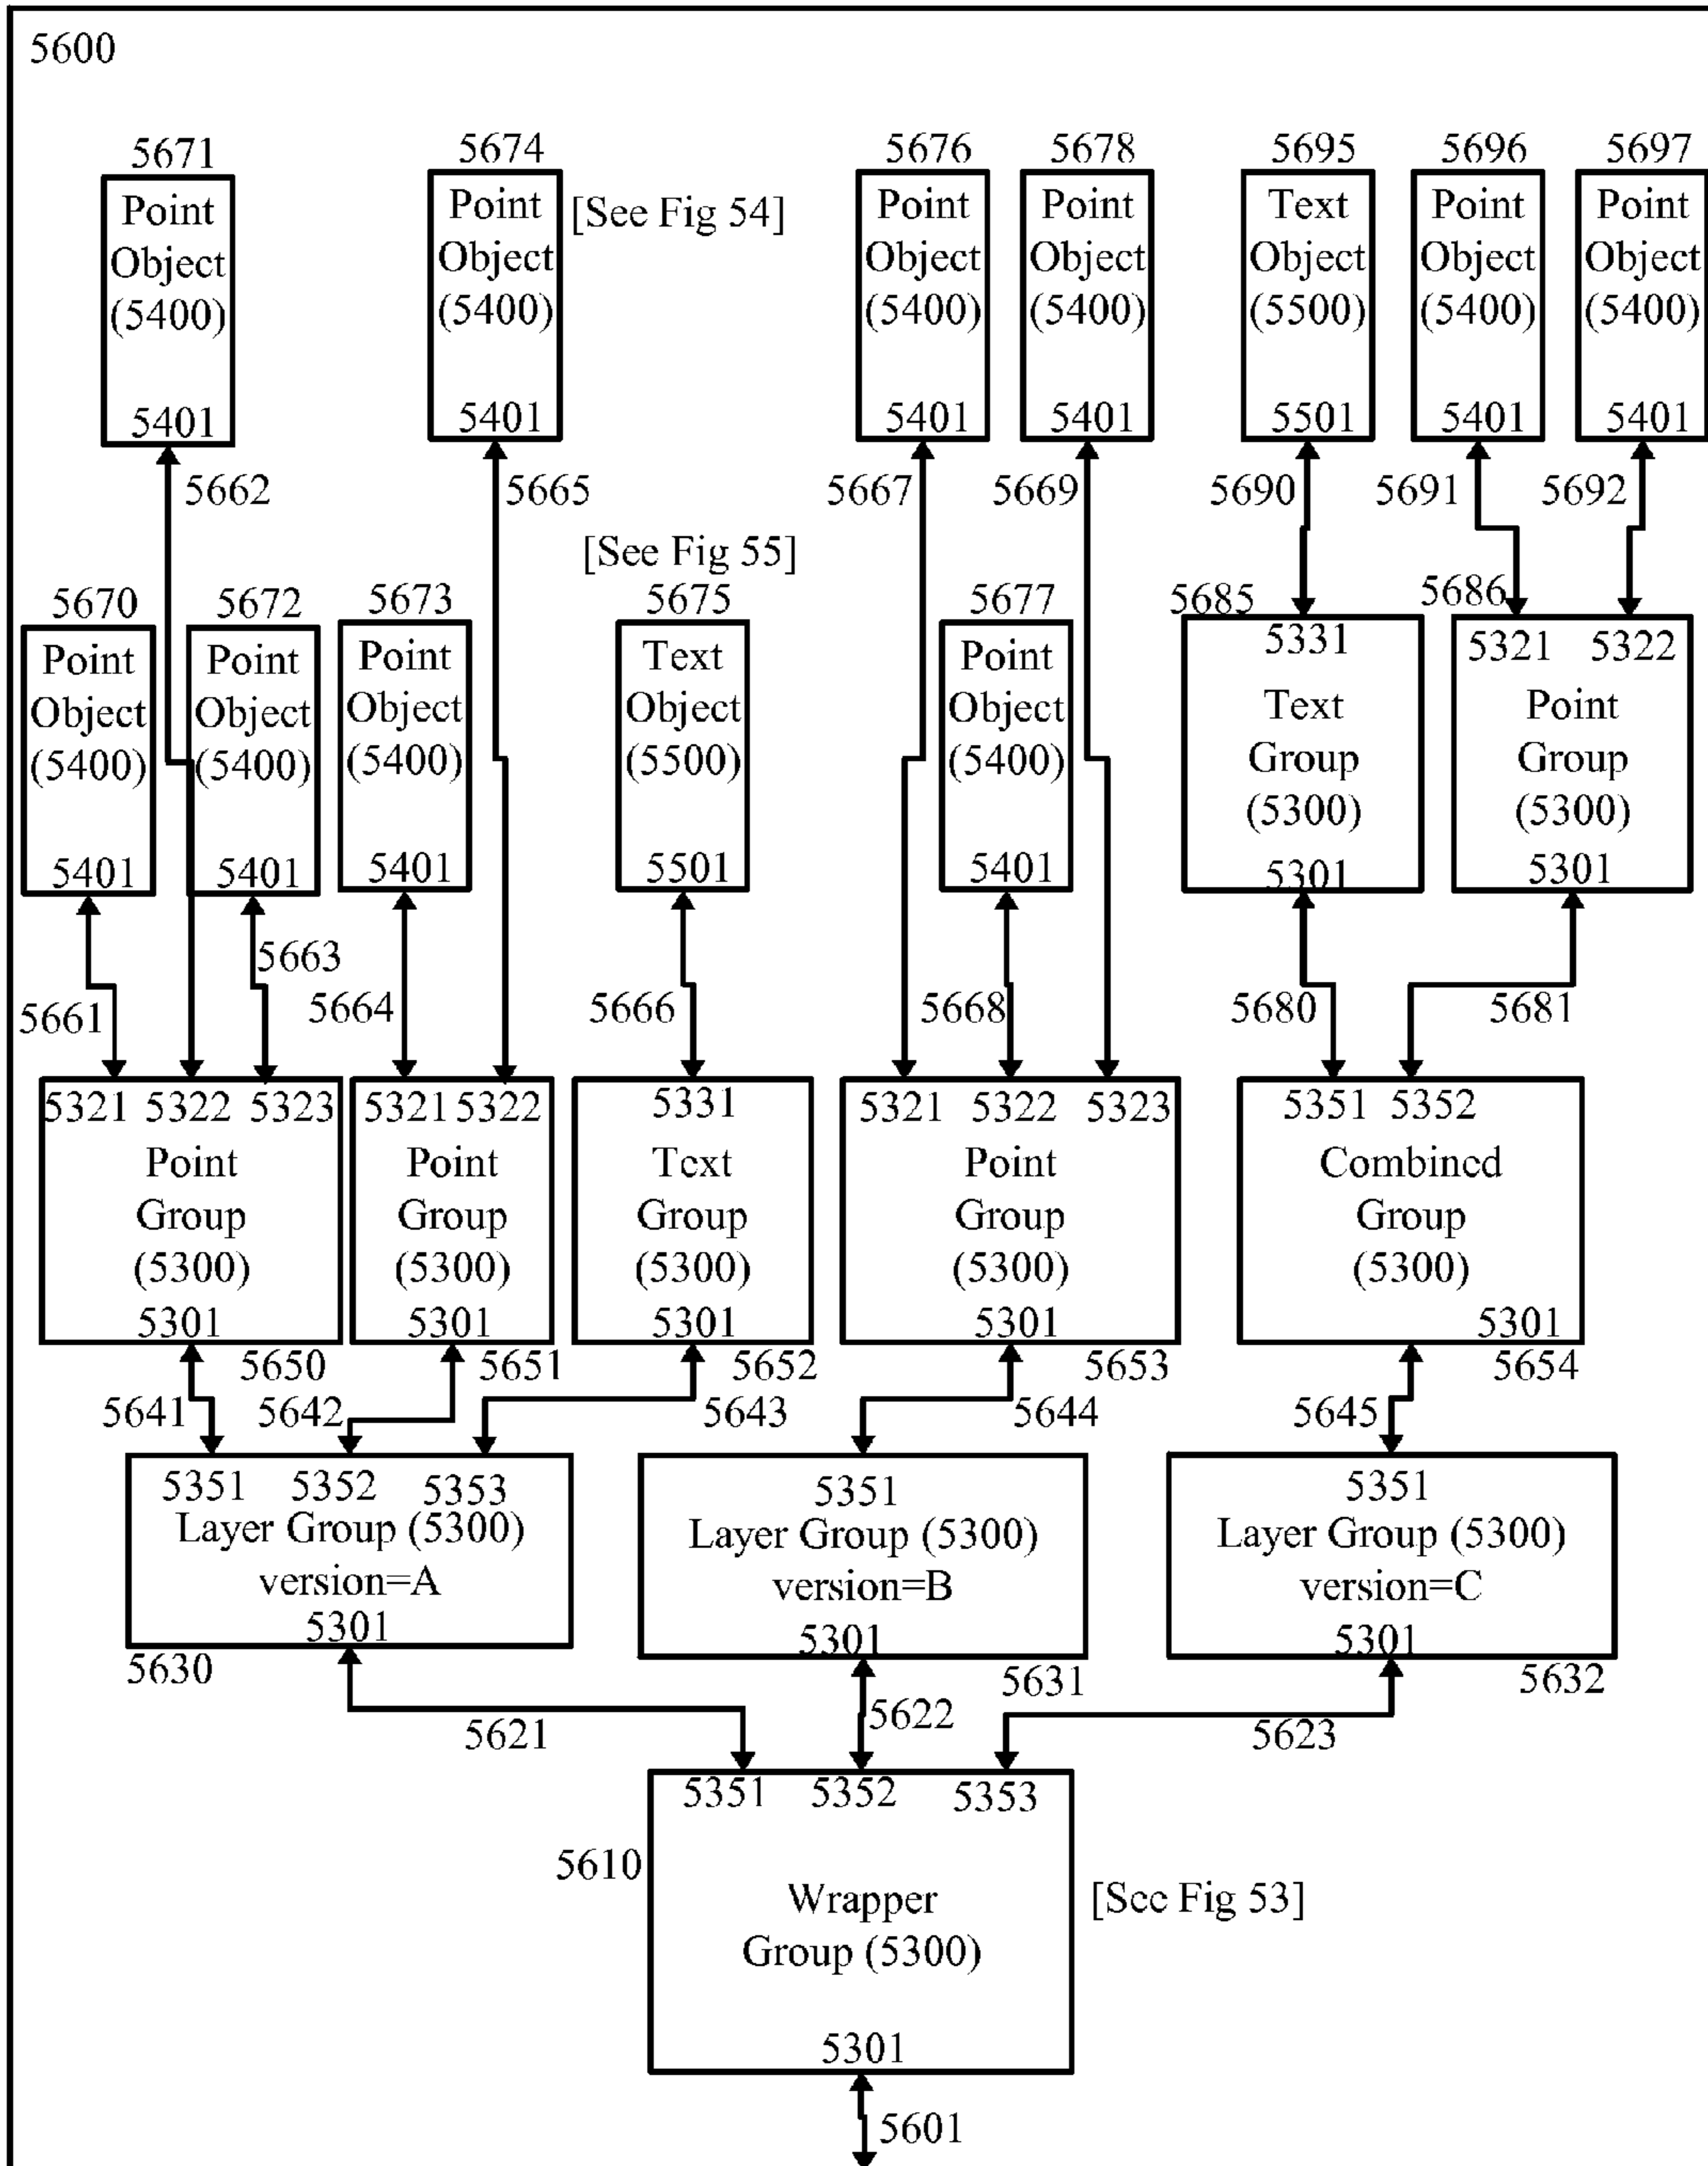 5600
5671
Point
Object
(5400)
5401
5674
Point
Object
(5400)
5401
[See Fig 54]
5676
Point
Object
(5400)
5401
5678
Point
Object
(5400)
5401
5695
Text
Object
(5500)
5501
5696
Point
Object
(5400)
5401
5697
Point
Object
(5400)
5401
5662
5665
5667
5669
5690
5691
5692
[See Fig 55]
5670
Point
Object
(5400)
5401
5672
Point
Object
(5400)
5401
5673
Point
Object
(5400)
5401
5675
Text
Object
(5500)
5501
5677
Point
Object
(5400)
5401
5685
5331
Text
Group
(5300)
5301
5686
5321 5322
Point
Group
(5300)
5301
5661
5663
5664
5666
5668
5680
5681
5321 5322 5323
Point
Group
(5300)
5301
5650
5321 5322
Point
Group
(5300)
5301
5651
5331
Text
Group
(5300)
5301
5652
5321 5322 5323
Point
Group
(5300)
5301
5653
5351 5352
Combined
Group
(5300)
5301
5654
5641
5642
5643
5644
5645
5351 5352 5353
Layer Group (5300)
version=A
5301
5630
5351
Layer Group (5300)
version=B
5301
5631
5351
Layer Group (5300)
version=C
5301
5632
5621
5622
5623
5351 5352 5353
5610
Wrapper
Group (5300)
5301
[See Fig 53]
5601